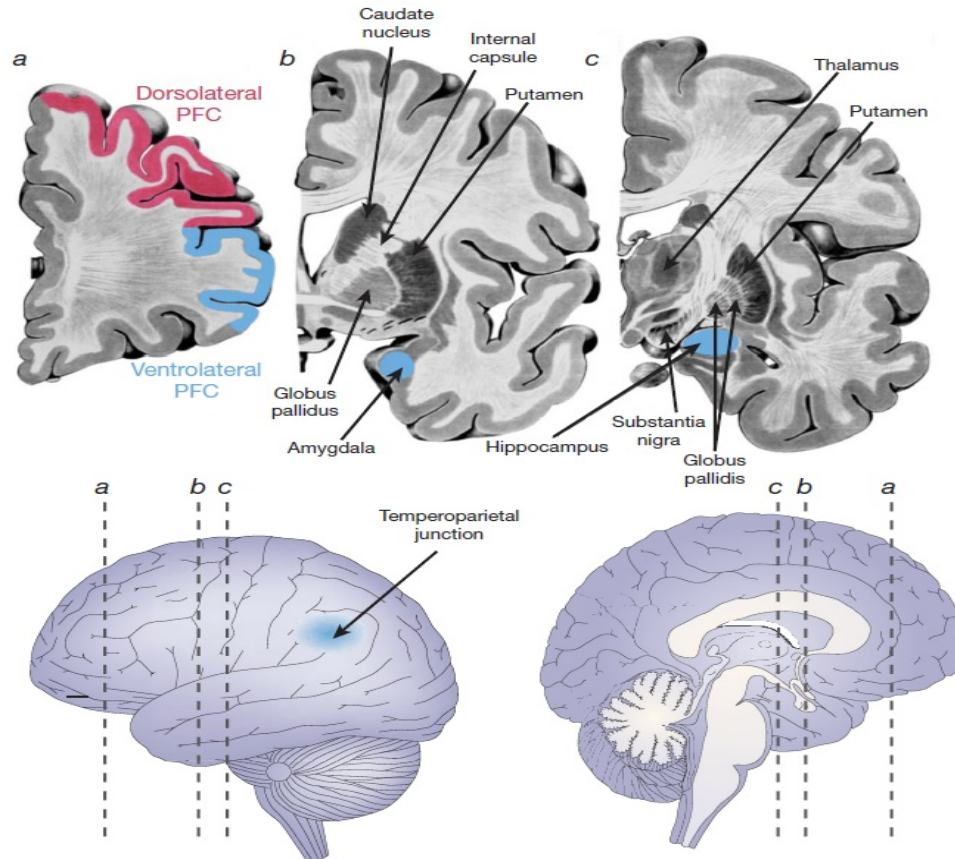 a
Dorsolateral
PFC
Ventrolateral
PFC
b
Caudate
nucleus
Internal
capsule
Putamen
Globus
pallidus
Amygdala
c
Thalamus
Putamen
Hippocampus
Substantia
nigra
Globus
pallidis
a b c
Temperoparietal
junction
c b a